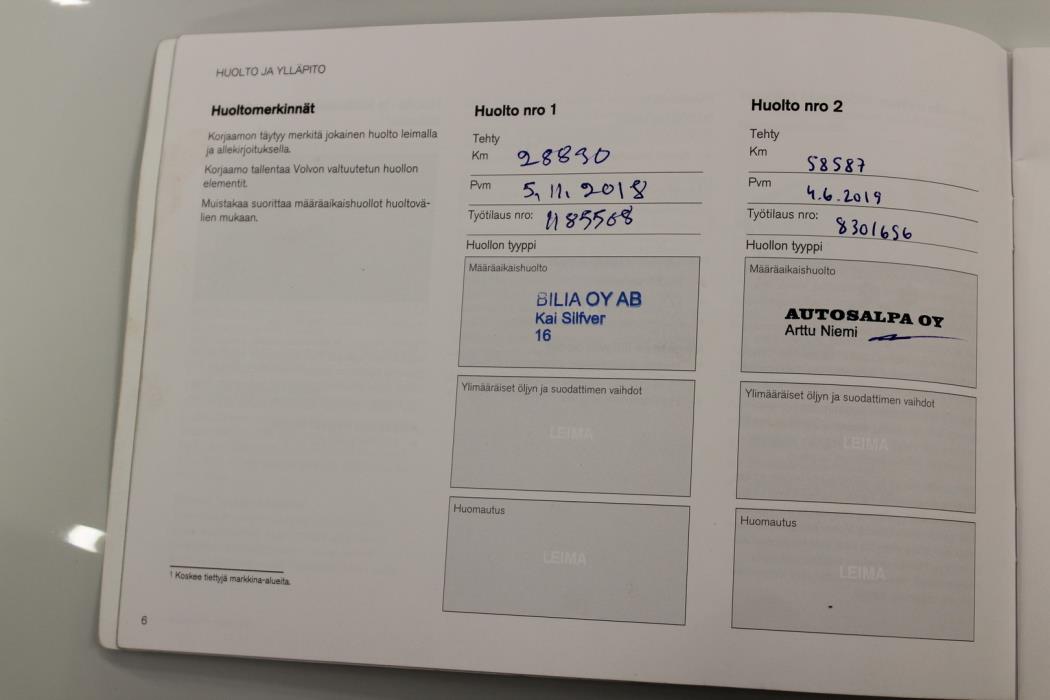 HUOLTO JA YLLÄPITO
Huoltomerkinnät
Korjaamon täytyy merkitä jokainen huolto leimalla
ja allekirjoituksella.
Korjaamo tallentaa Volvon valtuutetun huollon
elementit.
Muistakaa suorittaa määräaikaishuollot huoltovä-
lien mukaan.
1 Koskee tiettyjä markkina-alueita.
6
Huolto nro 1
Tehty
Km 28830
Pvm 5.11.2018
Työtilaus nro: 1185568
Huollon tyyppi
Määräaikaishuolto
BILIA OY AB
Kai Silfver
16
Ylimääräiset öljyn ja suodattimen vaihdot
LEIMA
Huomautus
LEIMA
Huolto nro 2
Tehty
Km 58587
Pvm 4.6.2019
Työtilaus nro: 8301656
Huollon tyyppi
Määräaikaishuolto
AUTOSALPA OY
Arttu Niemi
Ylimääräiset öljyn ja suodattimen vaihdot
LEIMA
Huomautus
LEIMA